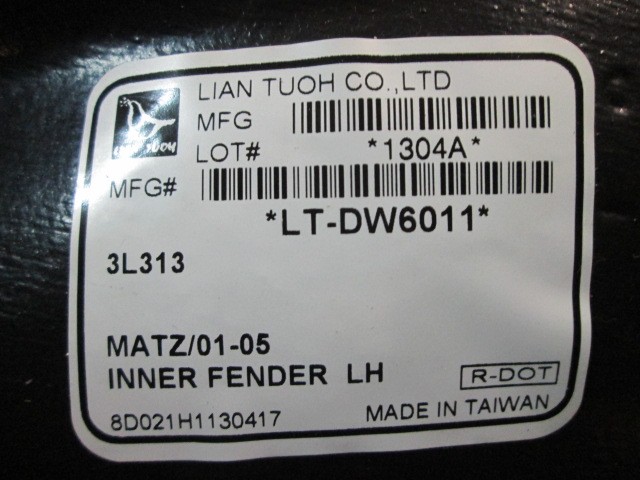 LIAN TUOH CO.,LTD
MFG
LOT# *1304A*
MFG#
*LT-DW6011*
3L313
MATZ/01-05
INNER FENDER LH R-DOT
8D021H1130417 MADE IN TAIWAN